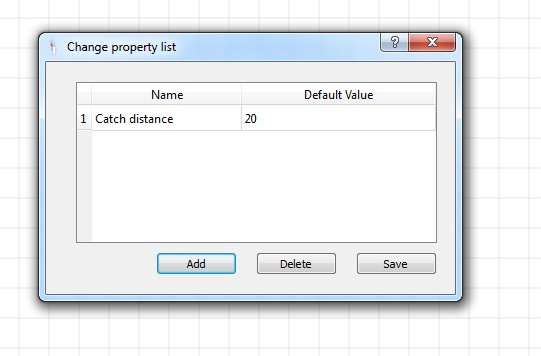 Change property list
?
Name Default Value
1 Catch distance 20
Add Delete Save